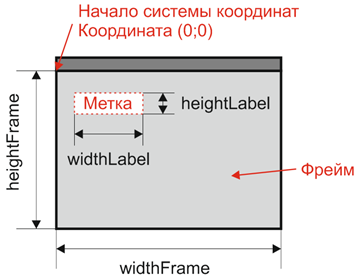 Начало системы координат
Координата (0;0)
Метка
heightLabel
widthLabel
heightFrame
Фрейм
widthFrame